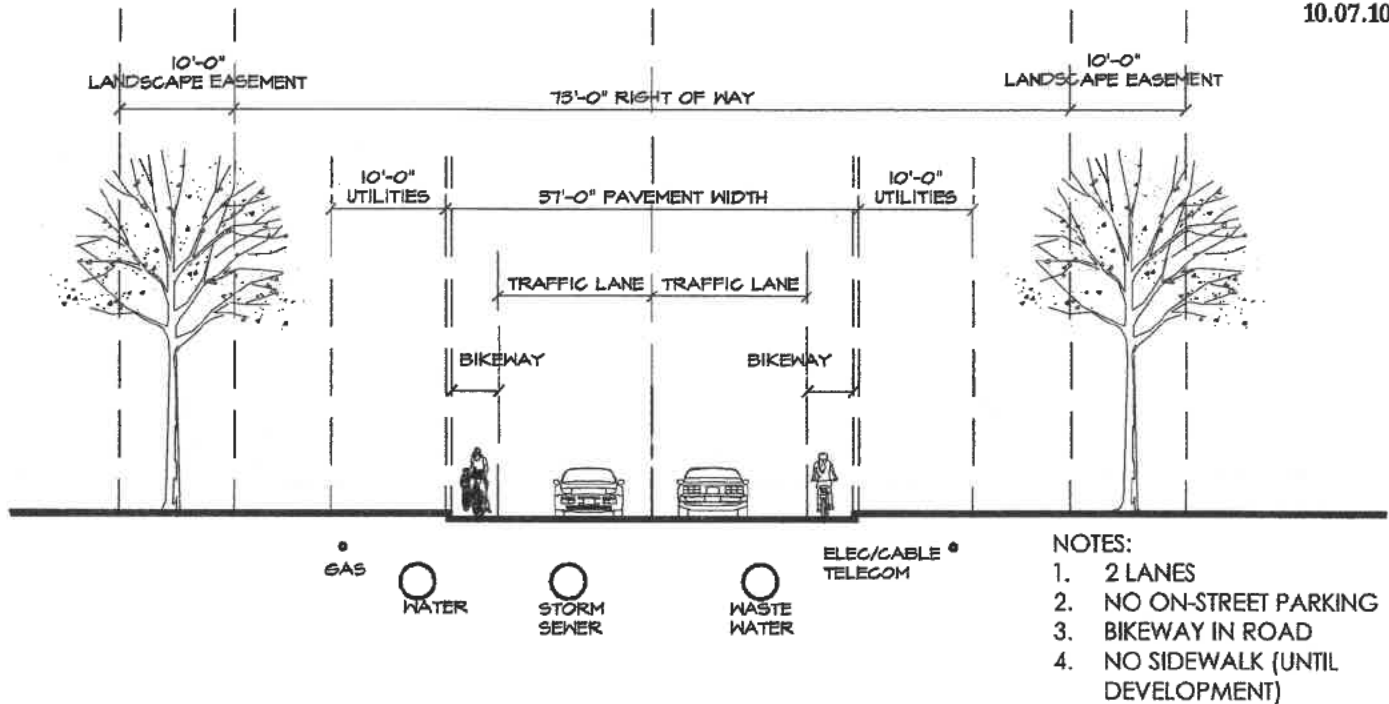 10.07.10
10'-0"
LANDSCAPE EASEMENT
73'-0" RIGHT OF WAY
10'-0"
LANDSCAPE EASEMENT
10'-0"
UTILITIES
37'-0" PAVEMENT WIDTH
10'-0"
UTILITIES
TRAFFIC LANE
TRAFFIC LANE
BIKEWAY
BIKEWAY
GAS
WATER
STORM
SEWER
WASTE
WATER
ELEC/CABLE
TELECOM
NOTES:
1. 2 LANES
2. NO ON-STREET PARKING
3. BIKEWAY IN ROAD
4. NO SIDEWALK (UNTIL
DEVELOPMENT)